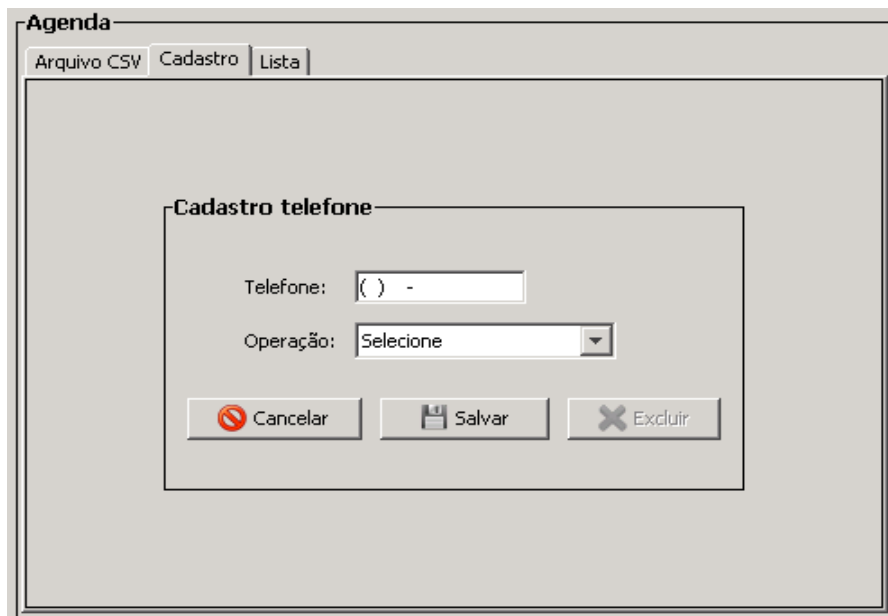 Agenda
Arquivo CSV Cadastro Lista
Cadastro telefone
Telefone: ( ) -
Operação: Selecione
Cancelar Salvar Excluir